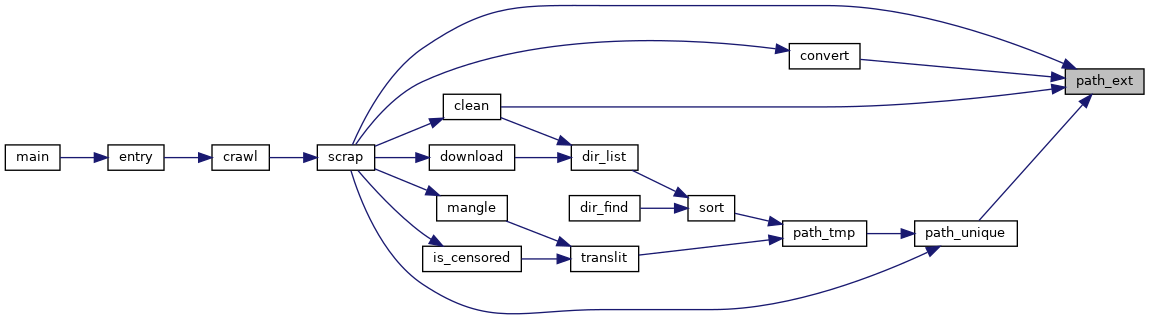 convert
path_ext
clean
main
entry
crawl
scrap
download
dir_list
mangle
dir_find
sort
path_tmp
path_unique
is_censored
translit